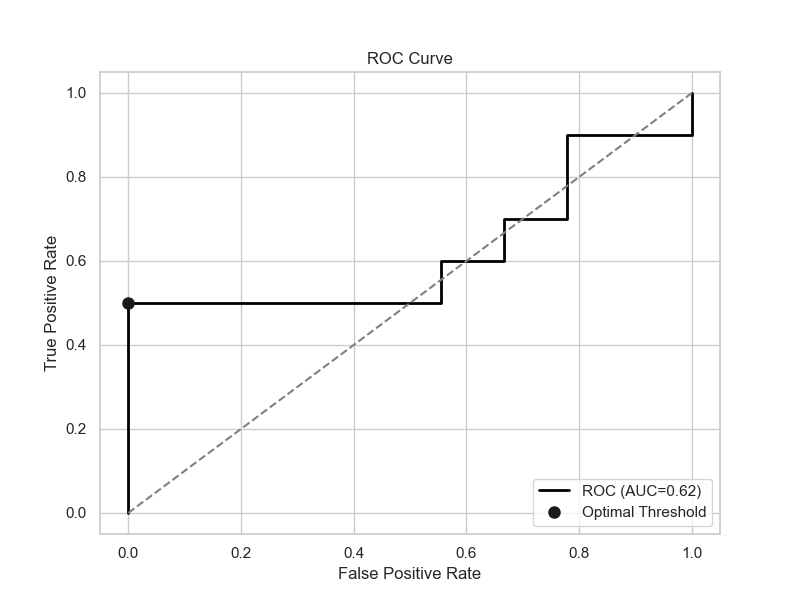 ROC Curve
True Positive Rate
1.0
0.8
0.6
0.4
0.2
0.0
ROC (AUC=0.62)
Optimal Threshold
0.0 0.2 0.4 0.6 0.8 1.0
False Positive Rate